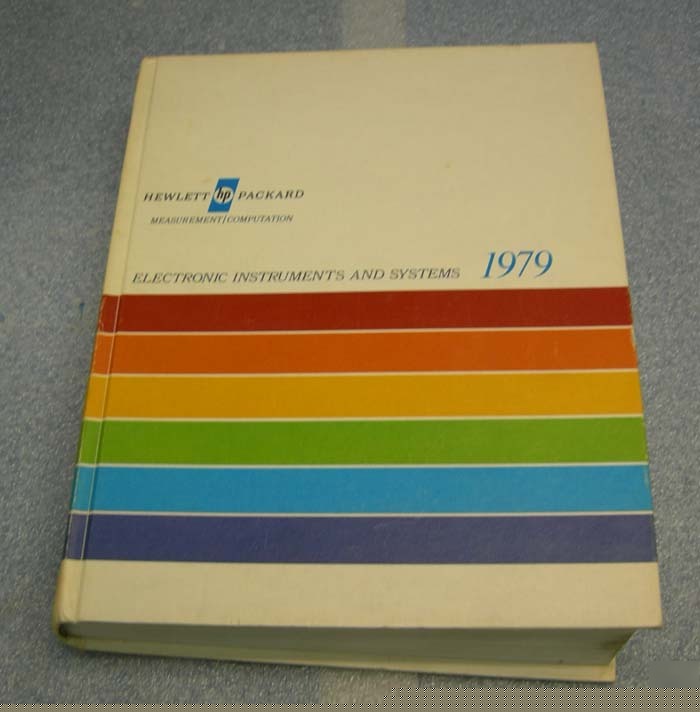 HEWLETT hp PACKARD
MEASUREMENT/COMPUTATION
ELECTRONIC INSTRUMENTS AND SYSTEMS 1979